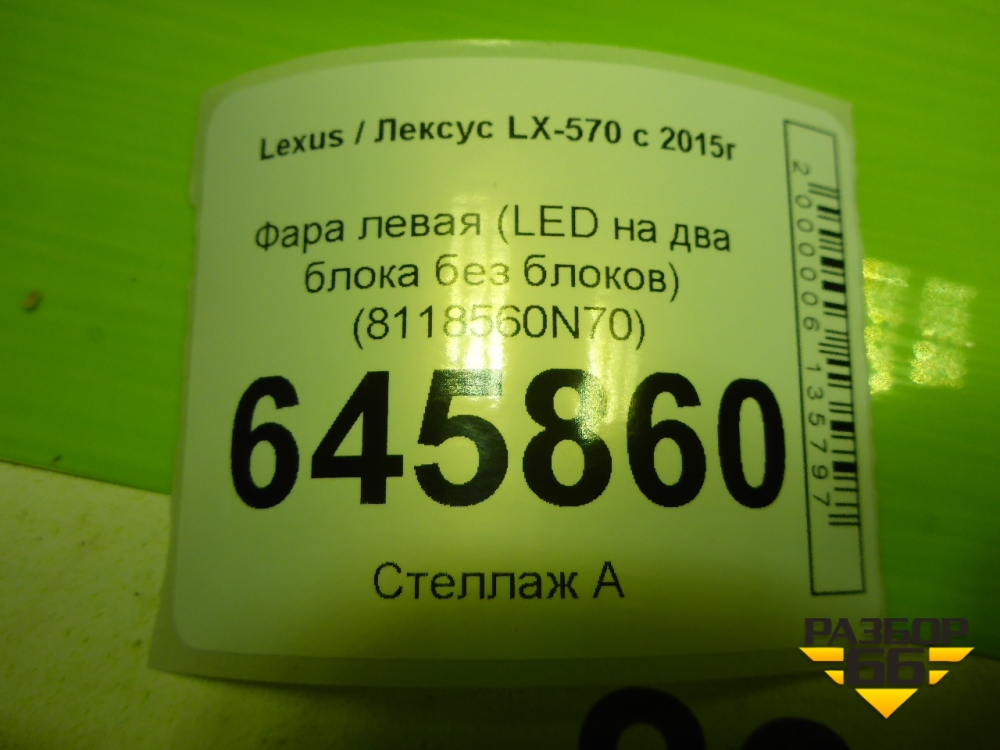 Lexus / Лексус LX-570 с 2015г
Фара левая (LED на два
блока без блоков)
(8118560N70)
645860
Стеллаж А
2000006135797
РАЗБОР
66